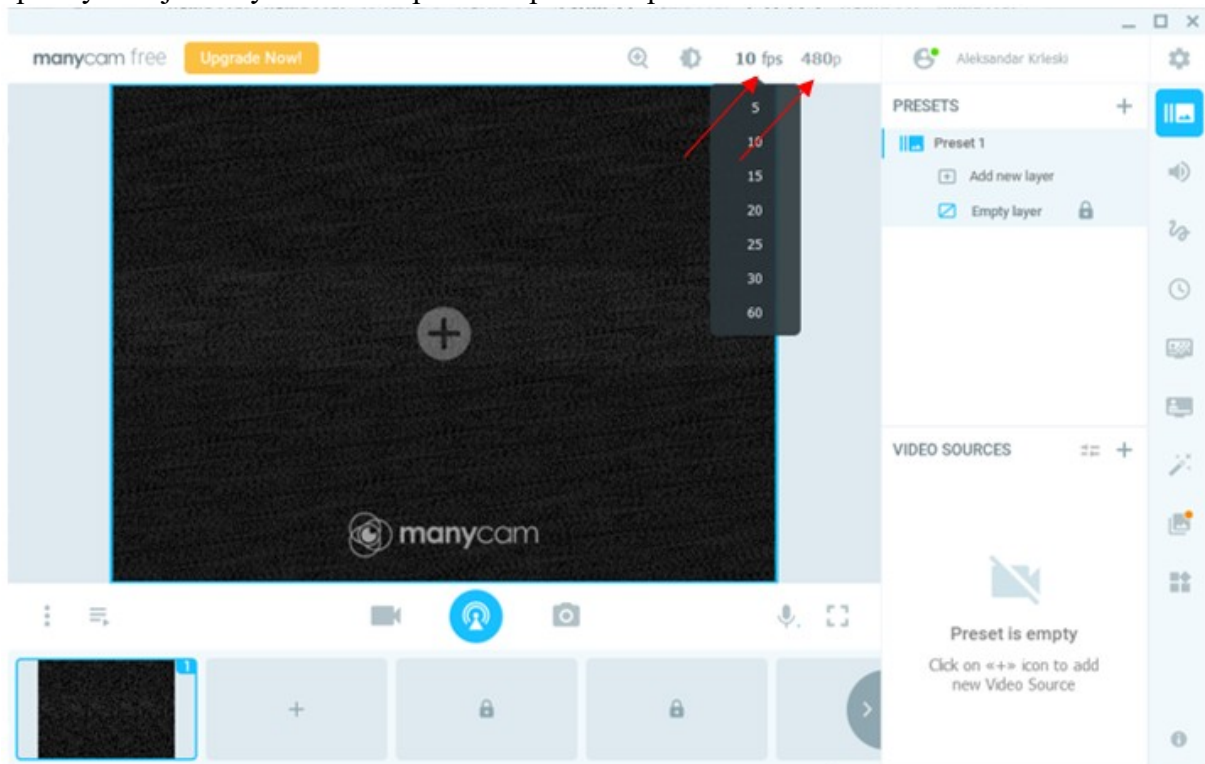 manycam free
Upgrade Now!
10 fps
480p
Aleksandar Krleski
5
10
15
20
25
30
60
PRESETS
Preset 1
Add new layer
Empty layer
manycam
VIDEO SOURCES
Preset is empty
Click on «+» icon to add
new Video Source
1